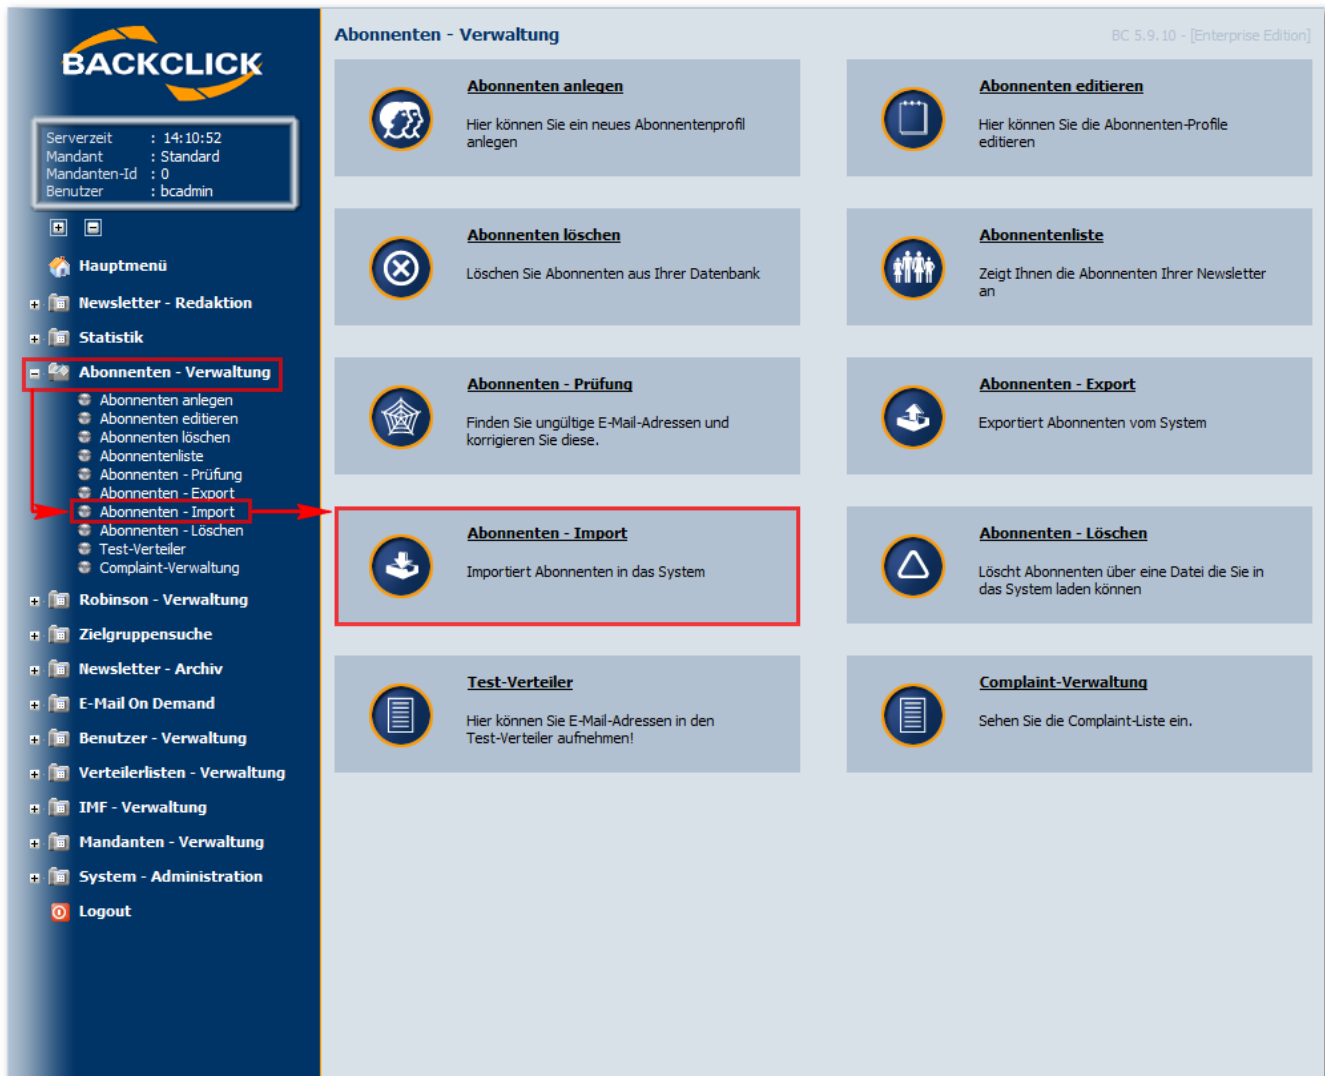 BACKCLICK
Serverzeit : 14:10:52
Mandant : Standard
Mandanten-Id : 0
Benutzer : bcadmin
Hauptmenü
Newsletter - Redaktion
Statistik
Abonnenten - Verwaltung
Abonnenten anlegen
Abonnenten editieren
Abonnenten löschen
Abonnentenliste
Abonnenten - Prüfung
Abonnenten - Export
Abonnenten - Import
Abonnenten - Löschen
Test-Verteiler
Complaint-Verwaltung
Robinson - Verwaltung
Zielgruppensuche
Newsletter - Archiv
E-Mail On Demand
Benutzer - Verwaltung
Verteilerlisten - Verwaltung
IMF - Verwaltung
Mandanten - Verwaltung
System - Administration
Logout
Abonnenten - Verwaltung
BC 5.9.10 - [Enterprise Edition]
Abonnenten anlegen
Hier können Sie ein neues Abonnentenprofil
anlegen
Abonnenten editieren
Hier können Sie die Abonnenten-Profile
editieren
Abonnenten löschen
Löschen Sie Abonnenten aus Ihrer Datenbank
Abonnentenliste
Zeigt Ihnen die Abonnenten Ihrer Newsletter
an
Abonnenten - Prüfung
Finden Sie ungültige E-Mail-Adressen und
korrigieren Sie diese.
Abonnenten - Export
Exportiert Abonnenten vom System
Abonnenten - Import
Importiert Abonnenten in das System
Abonnenten - Löschen
Löscht Abonnenten über eine Datei die Sie in
das System laden können
Test-Verteiler
Hier können Sie E-Mail-Adressen in den
Test-Verteiler aufnehmen!
Complaint-Verwaltung
Sehen Sie die Complaint-Liste ein.